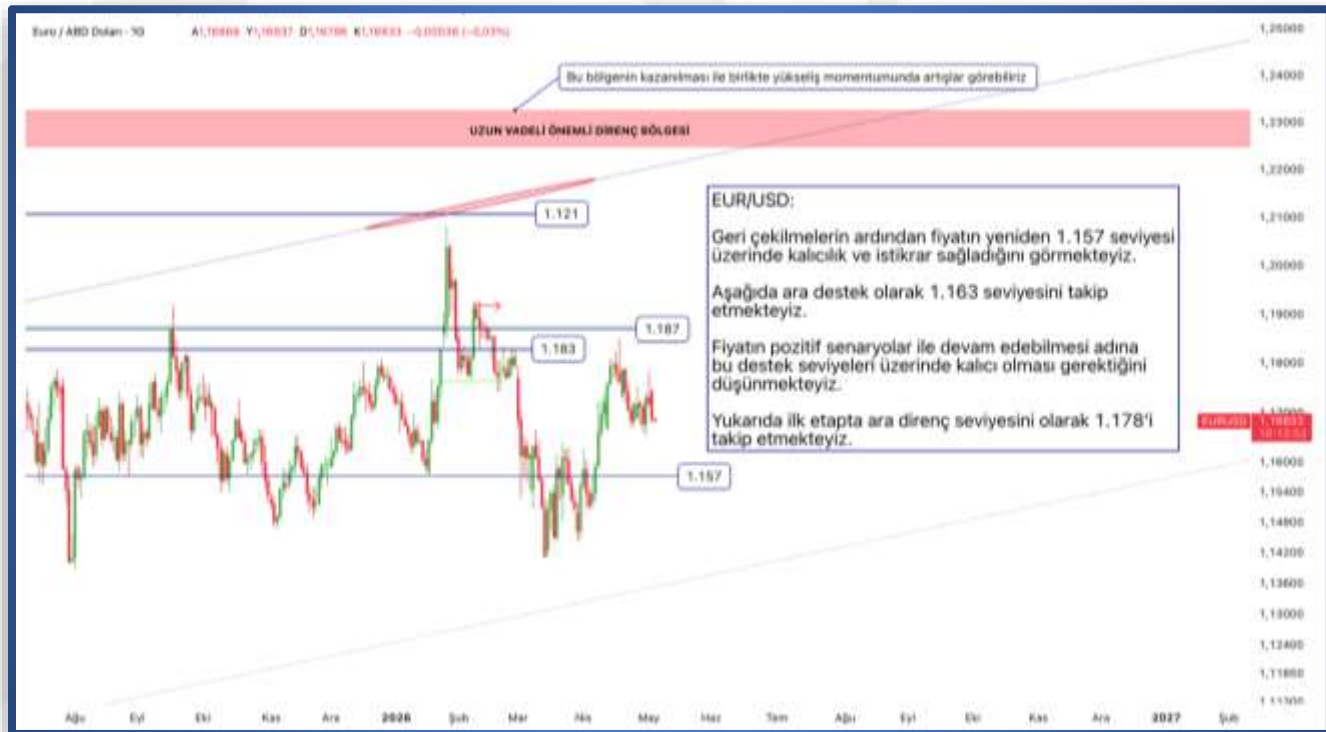 Euro / ABD Doları - 1G
Bu bölgenin kazanılması ile birlikte yükseliş momentumunda artışlar görebiliriz
UZUN VADELİ ÖNEMLİ DİRENÇ BÖLGESİ
1.121
1.187
1.183
1.157
EUR/USD:
Geri çekilmelerin ardından fiyatın yeniden 1.157 seviyesi
üzerinde kalıcılık ve istikrar sağladığını görmekteyiz.
Aşağıda ara destek olarak 1.163 seviyesini takip
etmekteyiz.
Fiyatın pozitif senaryolar ile devam edebilmesi adına
bu destek seviyeleri üzerinde kalıcı olması gerektiğini
düşünmekteyiz.
Yukarıda ilk etapta ara direnç seviyesini olarak 1.178'i
takip etmekteyiz.
1,25000
1,24000
1,23000
1,22000
1,21000
1,20000
1,19000
1,18000
1,17000
EURUSD
1,16000
1,15400
1,14800
1,14200
1,13600
1,13000
1,12400
1,11800
Ağu Eyl Eki Kas Ara 2026 Şub Mar Nis May Haz Tem Ağu Eyl Eki Kas Ara 2027 Şub